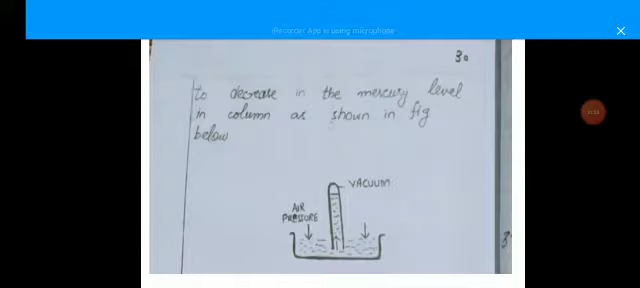 iRecorder App is using microphone
30
to decrease in the mercury level
in column as shown in fig
below
VACUUM
AIR
PRESSURE